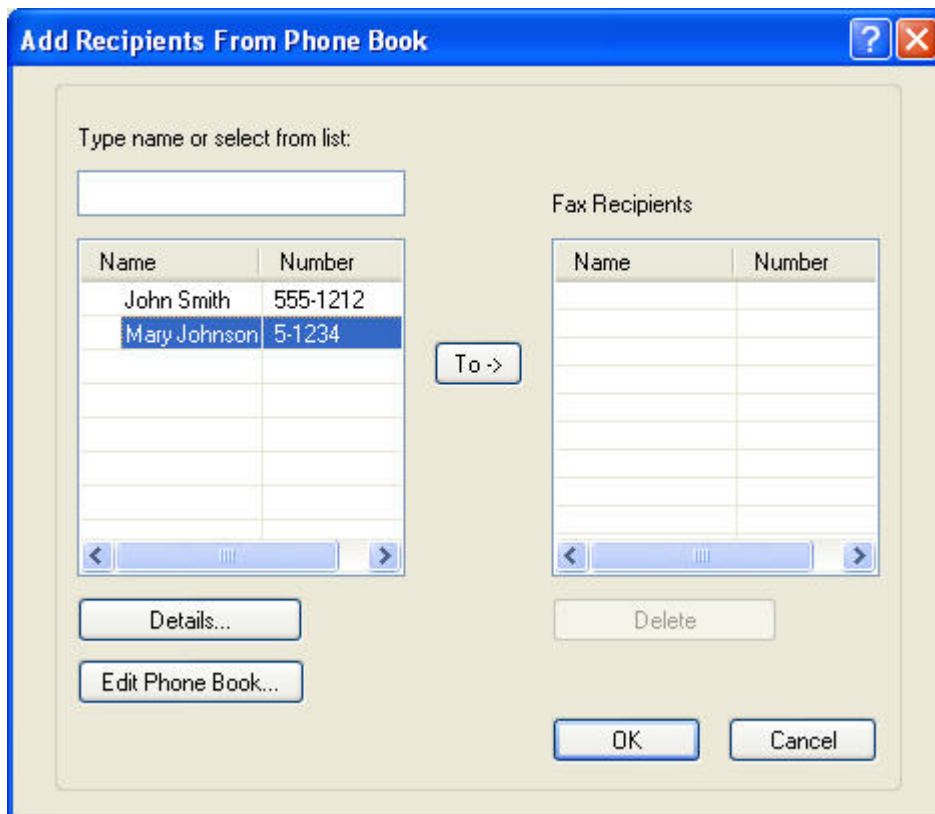 Add Recipients From Phone Book
Type name or select from list:
Name Number
John Smith 555-1212
Mary Johnson 5-1234
Details...
Edit Phone Book...
To ->
Fax Recipients
Name Number
Delete
OK Cancel